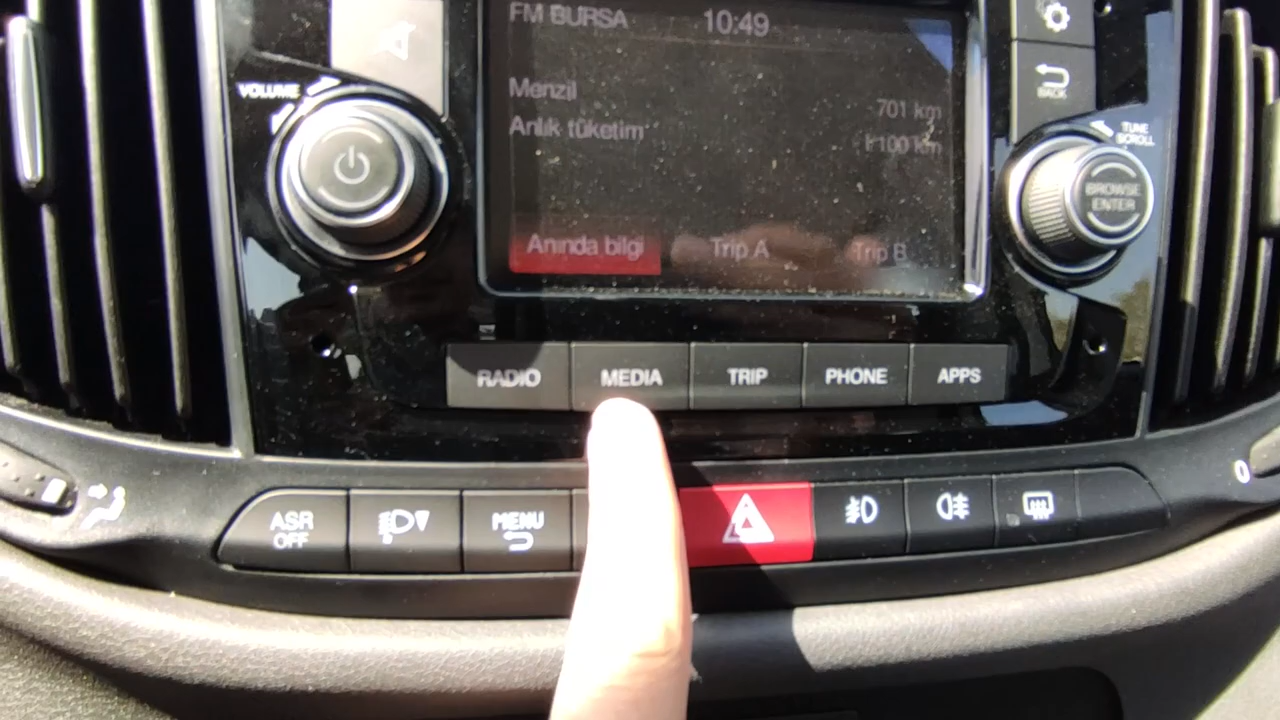 FM BURSA 10:49
VOLUME
Menzil 701 km
Anlık tüketim l/100 km
BACK
TUNE
SCROLL
BROWSE
ENTER
Anında bilgi Trip A Trip B
RADIO MEDIA TRIP PHONE APPS
ASR
OFF
MENU
0